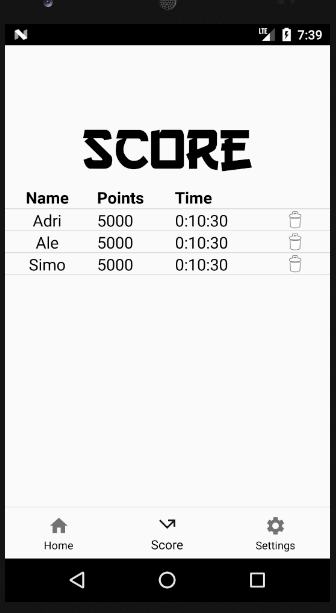 LTE 7:39
SCORE
Name Points Time
Adri 5000 0:10:30
Ale 5000 0:10:30
Simo 5000 0:10:30
Home Score Settings